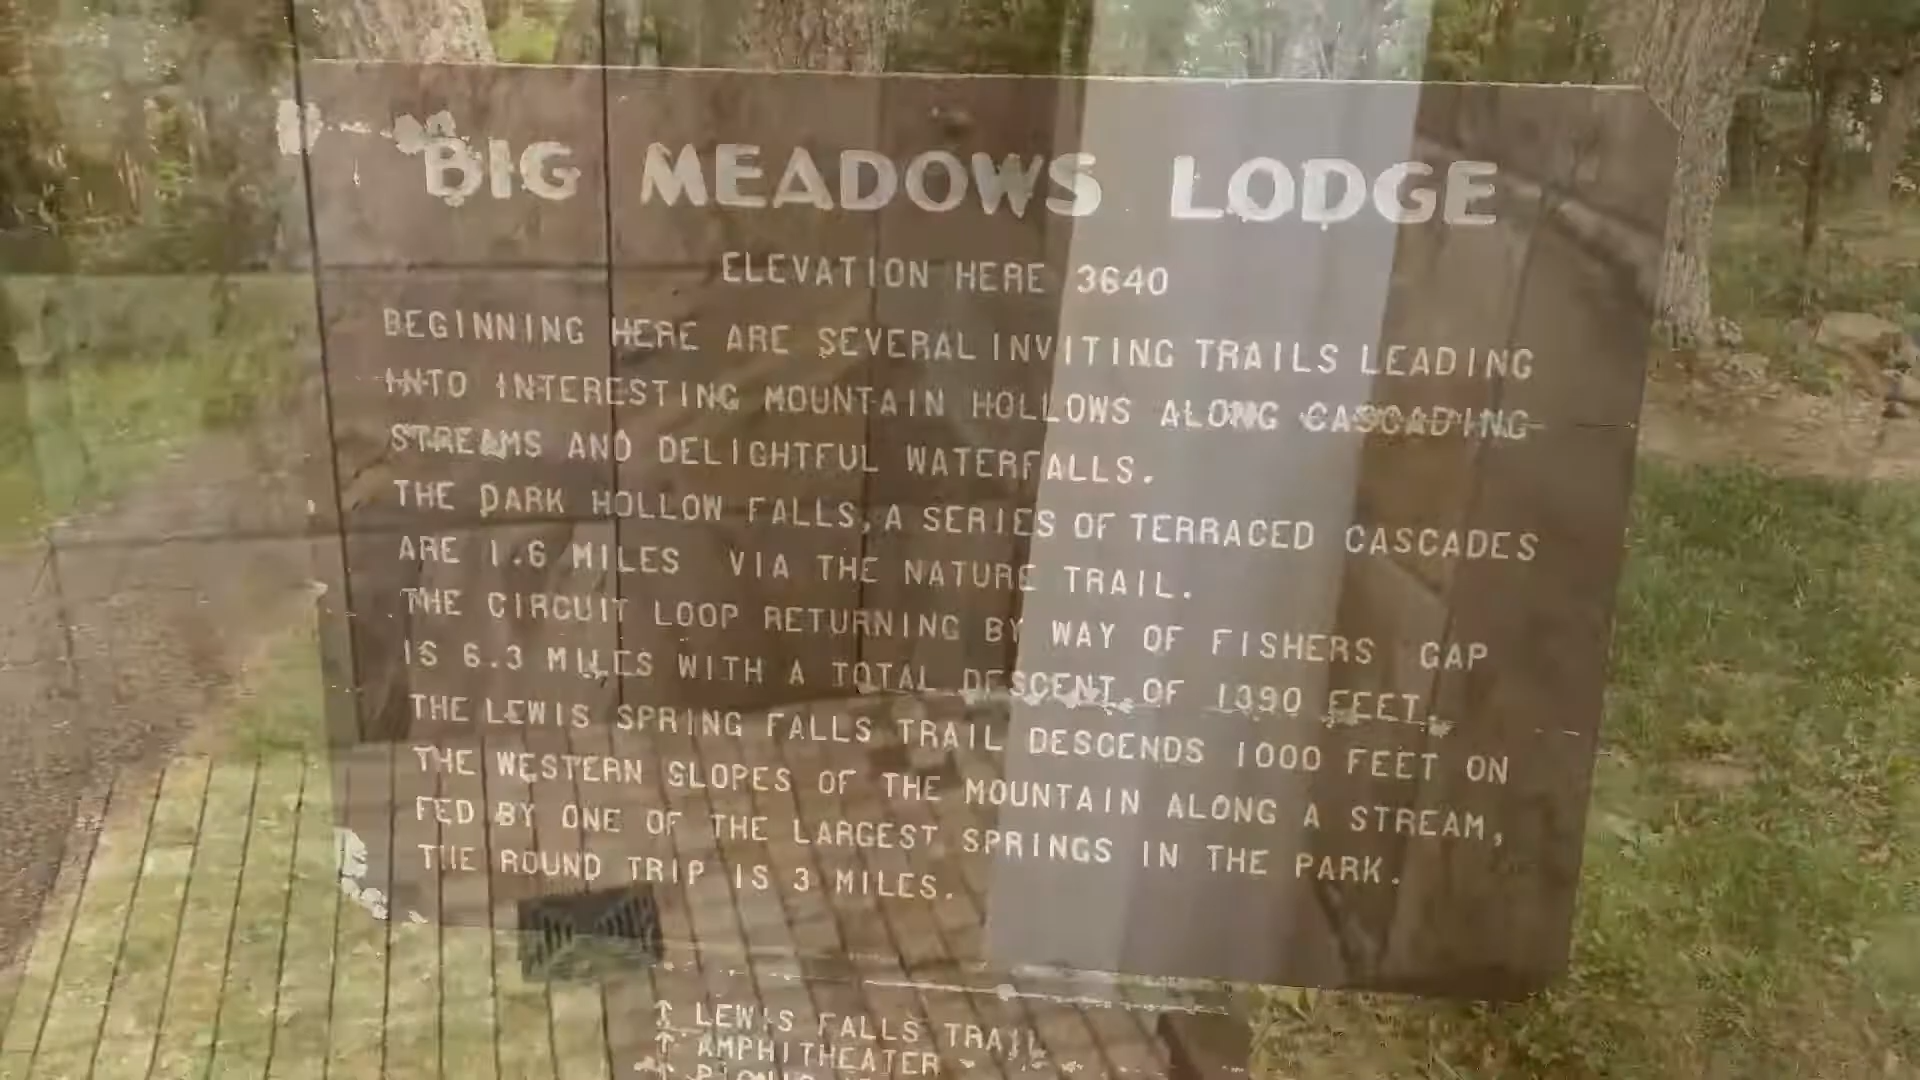 BIG MEADOWS LODGE
ELEVATION HERE 3640
BEGINNING HERE ARE SEVERAL INVITING TRAILS LEADING
INTO INTERESTING MOUNTAIN HOLLOWS ALONG CASCADING
STREAMS AND DELIGHTFUL WATERFALLS.
THE DARK HOLLOW FALLS, A SERIES OF TERRACED CASCADES
ARE 1.6 MILES VIA THE NATURE TRAIL.
THE CIRCUIT LOOP RETURNING BY WAY OF FISHERS GAP
IS 6.3 MILES WITH A TOTAL DESCENT OF 1390 FEET.
THE LEWIS SPRING FALLS TRAIL DESCENDS 1000 FEET ON
THE WESTERN SLOPES OF THE MOUNTAIN ALONG A STREAM,
FED BY ONE OF THE LARGEST SPRINGS IN THE PARK.
THE ROUND TRIP IS 3 MILES.
↑ LEWIS FALLS TRAIL
↑ AMPHITHEATER